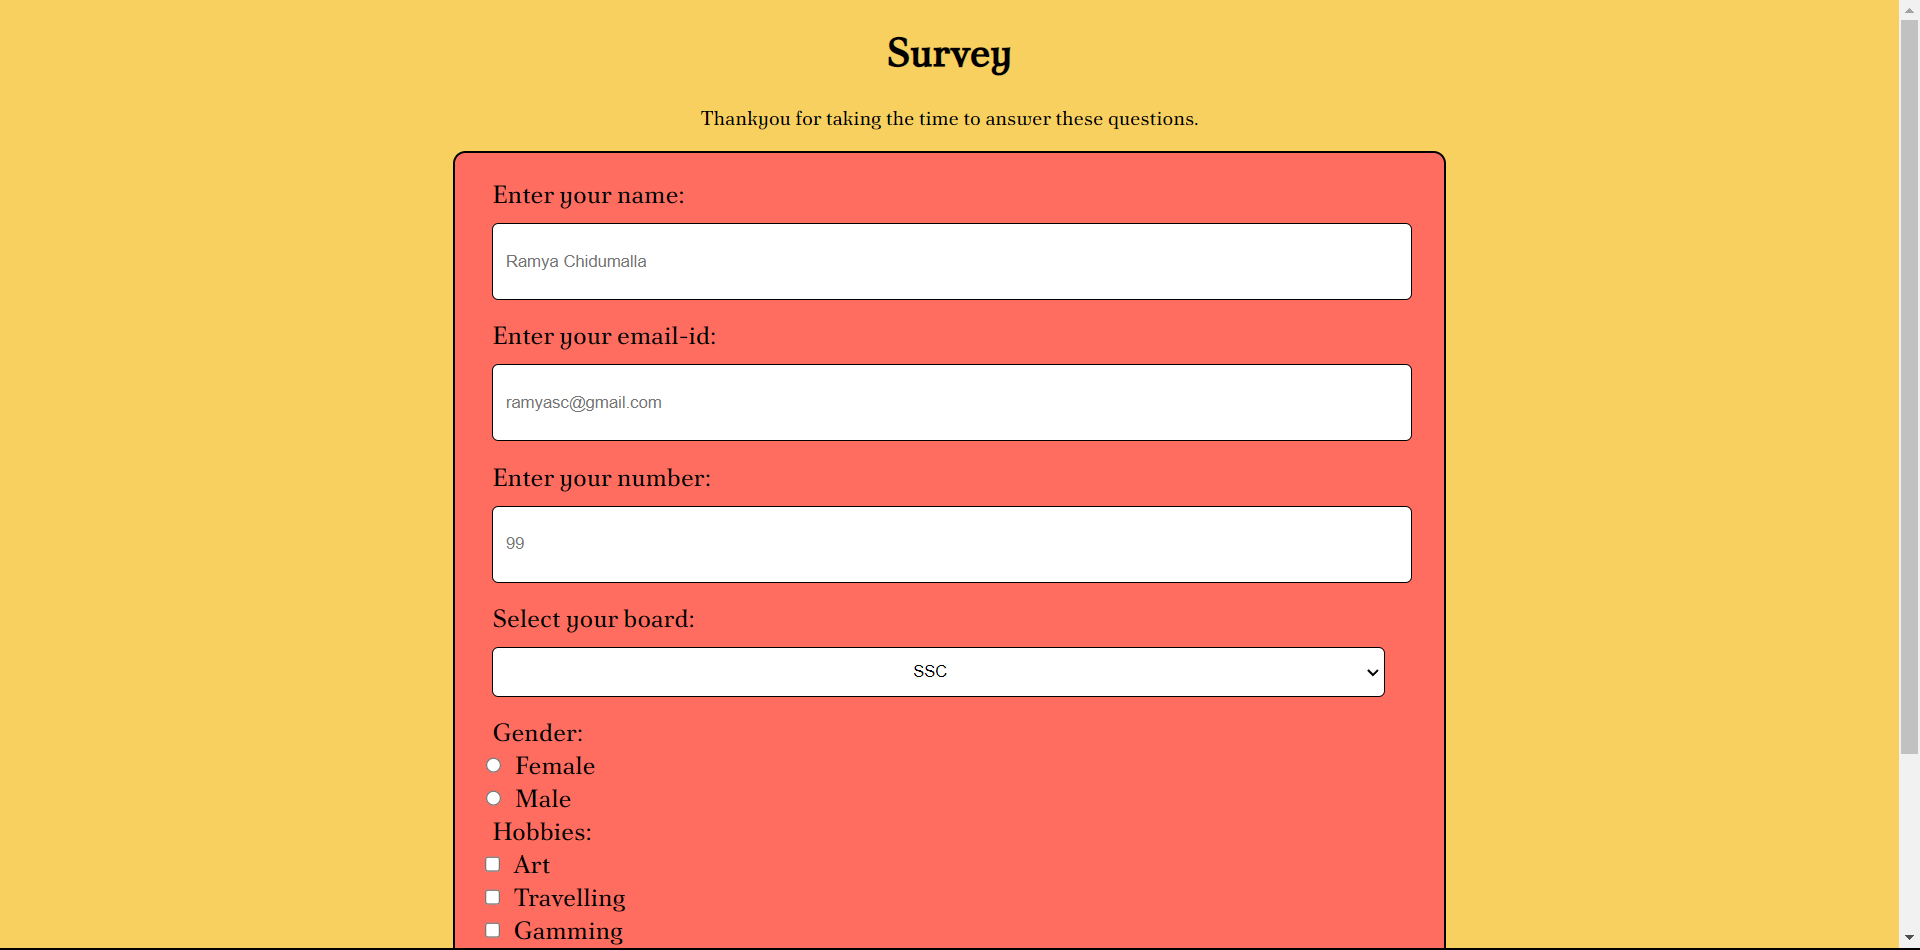 Survey
Thankyou for taking the time to answer these questions.
Enter your name:
Ramya Chidumalla
Enter your email-id:
ramyasc@gmail.com
Enter your number:
99
Select your board:
SSC
Gender:
Female
Male
Hobbies:
Art
Travelling
Gamming